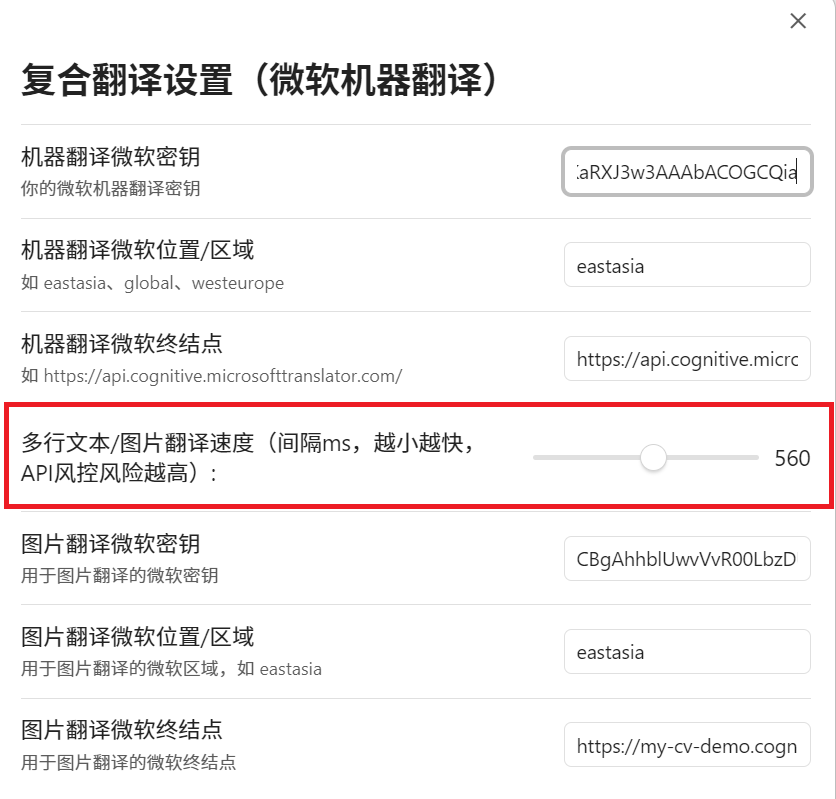 复合翻译设置（微软机器翻译）
机器翻译微软密钥
你的微软机器翻译密钥
aRXJ3w3AAAbACOGCQia
机器翻译微软位置/区域
如 eastasia、global、westeurope
eastasia
机器翻译微软终结点
如 https://api.cognitive.microsofttranslator.com/
https://api.cognitive.micrc
多行文本/图片翻译速度（间隔ms，越小越快，
API风控风险越高）:
560
图片翻译微软密钥
用于图片翻译的微软密钥
CBgAhhblUwvVvR00LbzD
图片翻译微软位置/区域
用于图片翻译的微软区域，如 eastasia
eastasia
图片翻译微软终结点
用于图片翻译的微软终结点
https://my-cv-demo.cogn